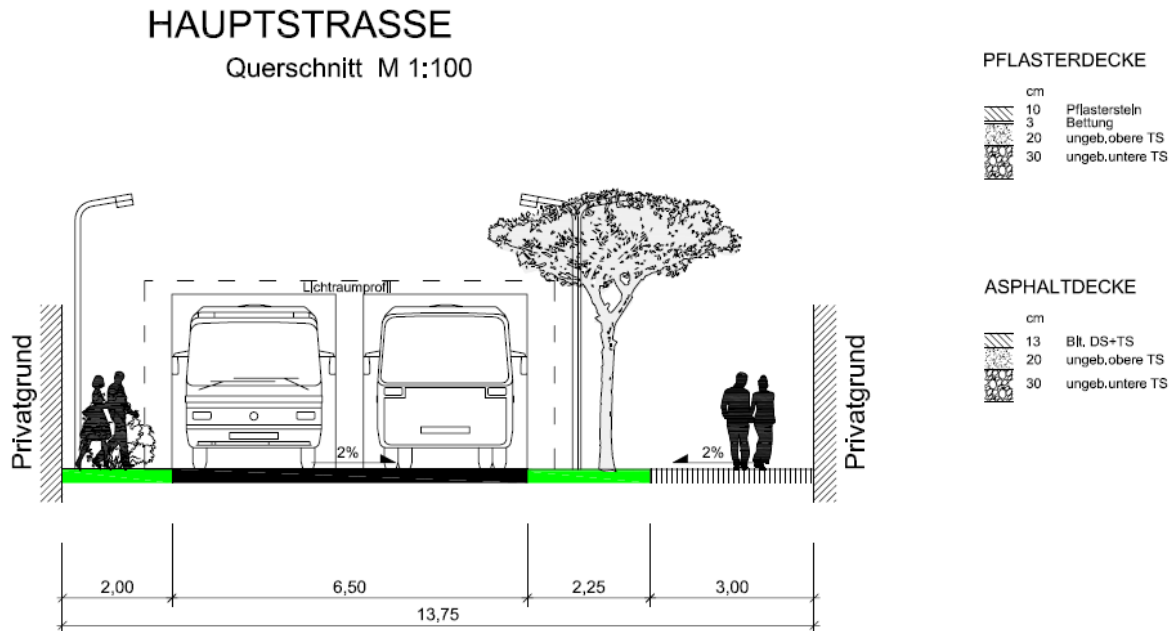 HAUPTSTRASSE
Querschnitt M 1:100
PFLASTERDECKE
cm
10 Pflasterstein
3 Bettung
20 ungeb.obere TS
30 ungeb.untere TS
ASPHALTDECKE
cm
13 Bit. DS+TS
20 ungeb.obere TS
30 ungeb.untere TS
Lichtraumprofil
Privatgrund
Privatgrund
2%
2%
2,00
6,50
2,25
3,00
13,75